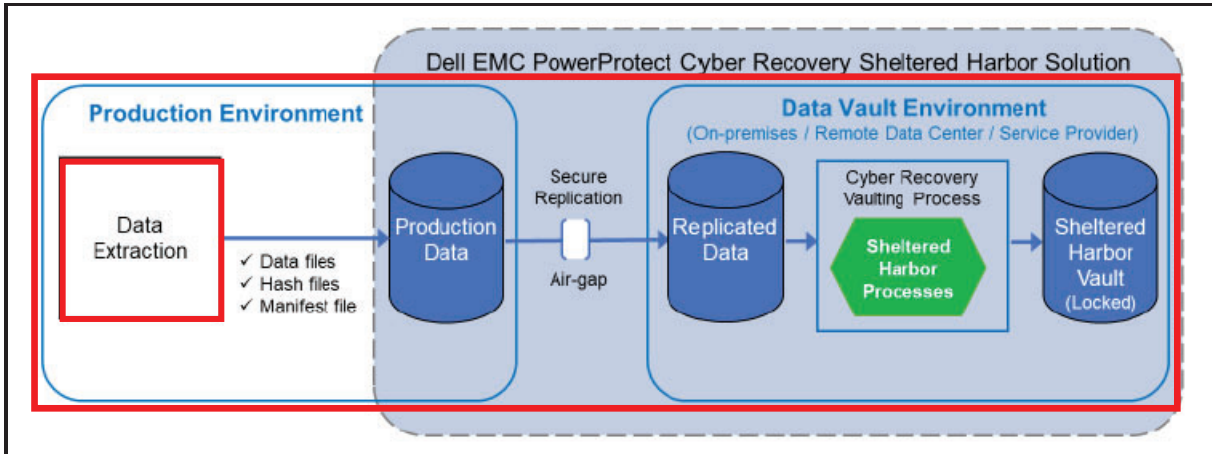 Dell EMC PowerProtect Cyber Recovery Sheltered Harbor Solution
Production Environment
Data Vault Environment
(On-premises / Remote Data Center / Service Provider)
Data
Extraction
✓ Data files
✓ Hash files
✓ Manifest file
Production
Data
Secure
Replication
Air-gap
Replicated
Data
Cyber Recovery
Vaulting Process
Sheltered
Harbor
Processes
Sheltered
Harbor
Vault
(Locked)